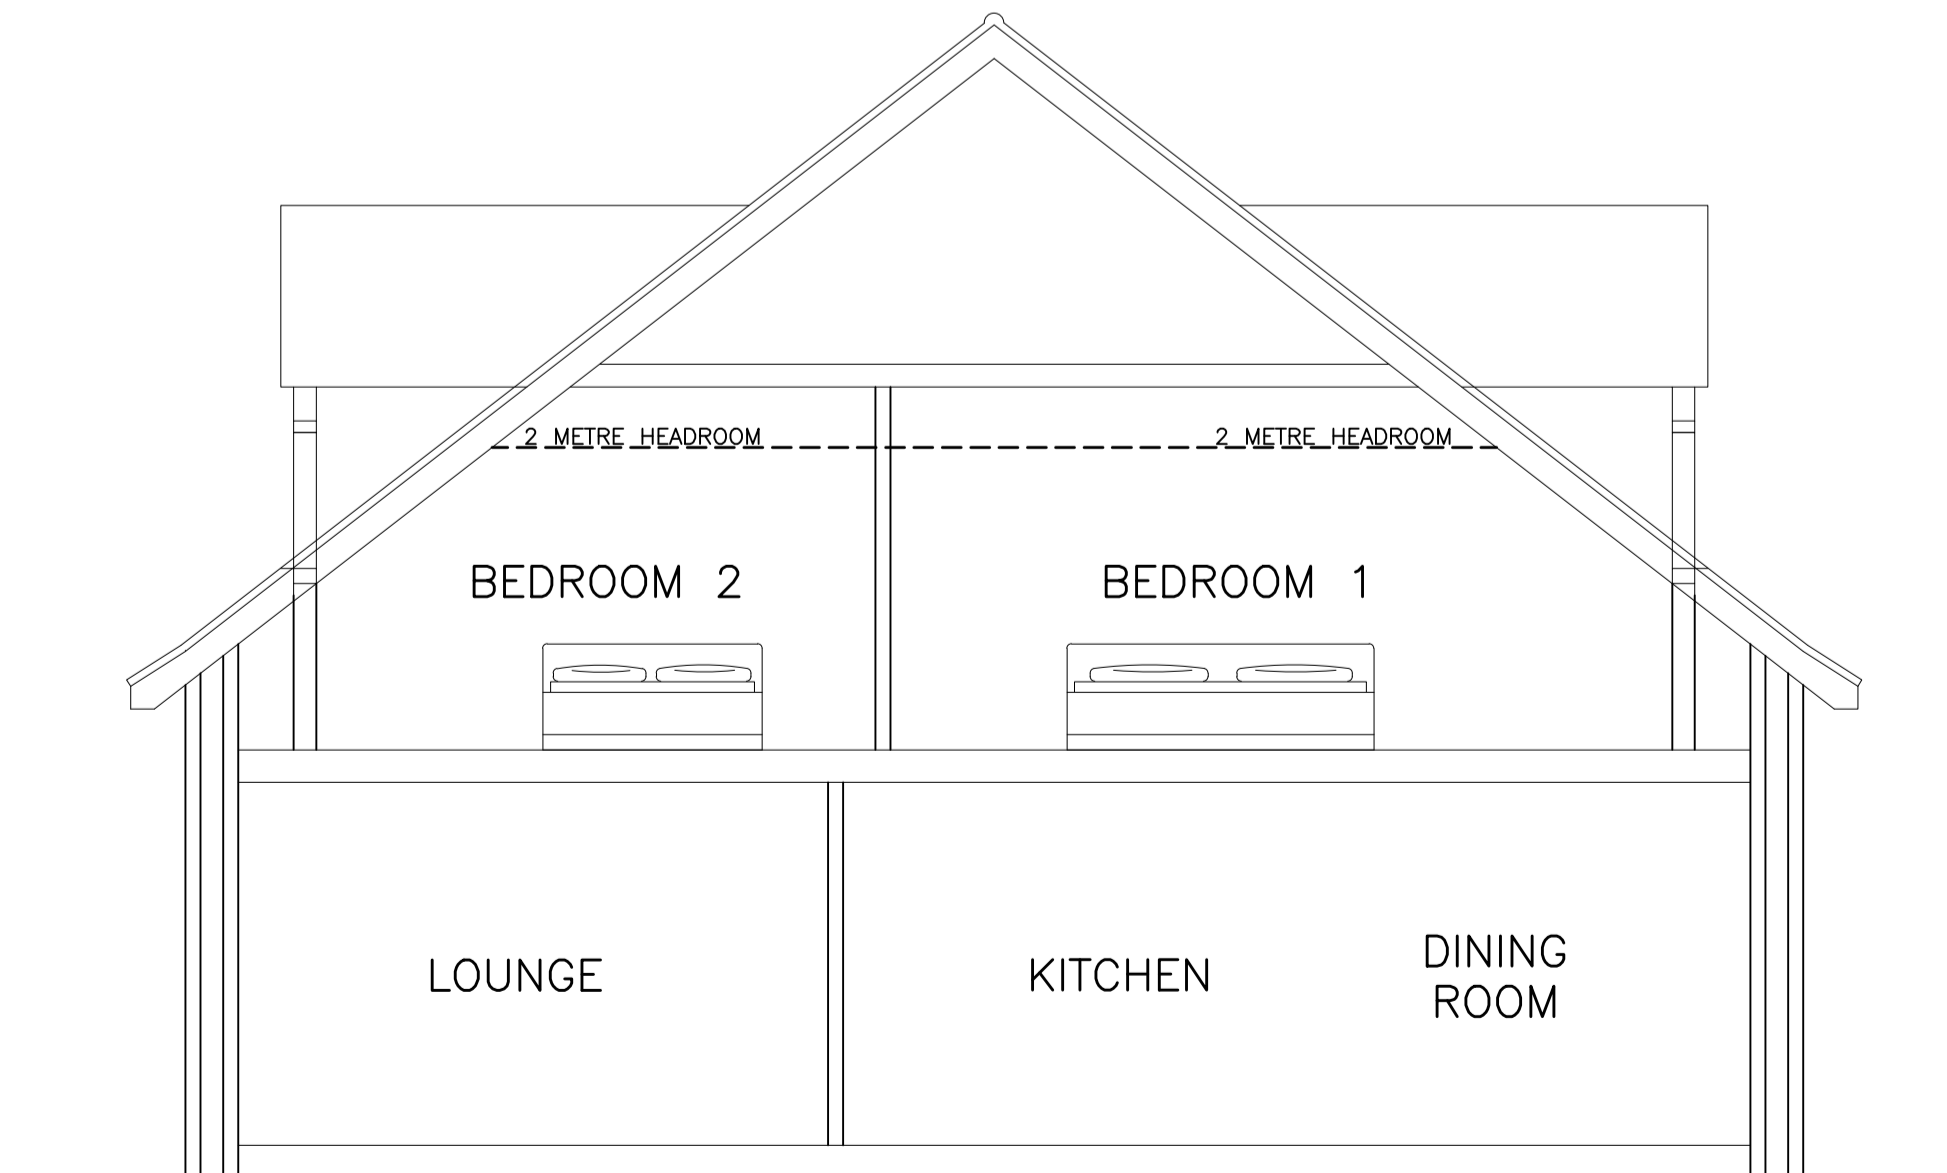 2 METRE HEADROOM
2 METRE HEADROOM
BEDROOM 2
BEDROOM 1
LOUNGE
KITCHEN
DINING
ROOM